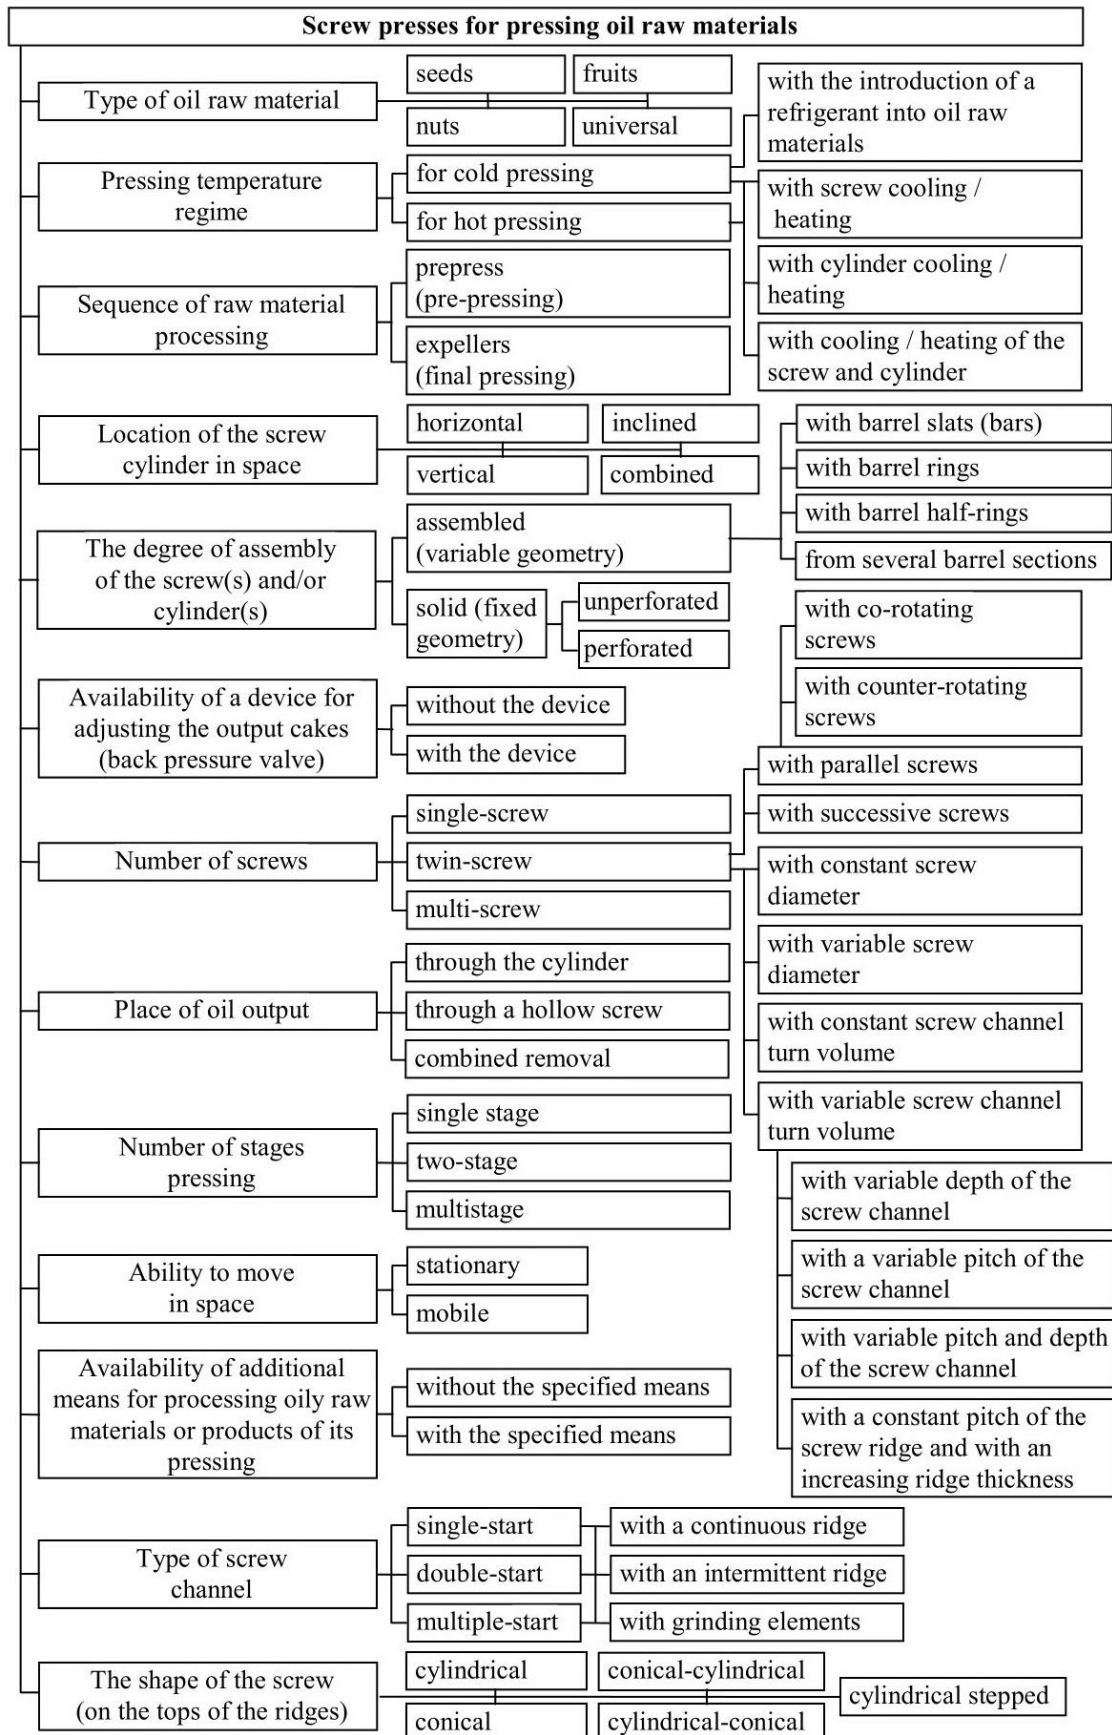 Screw presses for pressing oil raw materials
Type of oil raw material
seeds
fruits
nuts
universal
Pressing temperature
regime
for cold pressing
for hot pressing
with the introduction of a
refrigerant into oil raw
materials
with screw cooling /
heating
with cylinder cooling /
heating
with cooling / heating of the
screw and cylinder
Sequence of raw material
processing
prepress
(pre-pressing)
expellers
(final pressing)
Location of the screw
cylinder in space
horizontal
inclined
vertical
combined
The degree of assembly
of the screw(s) and/or
cylinder(s)
assembled
(variable geometry)
with barrel slats (bars)
with barrel rings
with barrel half-rings
from several barrel sections
solid (fixed
geometry)
unperforated
perforated
Availability of a device for
adjusting the output cakes
(back pressure valve)
without the device
with the device
Number of screws
single-screw
twin-screw
multi-screw
with co-rotating
screws
with counter-rotating
screws
with parallel screws
with successive screws
with constant screw
diameter
with variable screw
diameter
with constant screw channel
turn volume
with variable screw channel
turn volume
with variable depth of the
screw channel
with a variable pitch of the
screw channel
with variable pitch and depth
of the screw channel
with a constant pitch of the
screw ridge and with an
increasing ridge thickness
Place of oil output
through the cylinder
through a hollow screw
combined removal
Number of stages
pressing
single stage
two-stage
multistage
Ability to move
in space
stationary
mobile
Availability of additional
means for processing oily raw
materials or products of its
pressing
without the specified means
with the specified means
Type of screw
channel
single-start
double-start
multiple-start
with a continuous ridge
with an intermittent ridge
with grinding elements
The shape of the screw
(on the tops of the ridges)
cylindrical
conical-cylindrical
conical
cylindrical-conical
cylindrical stepped